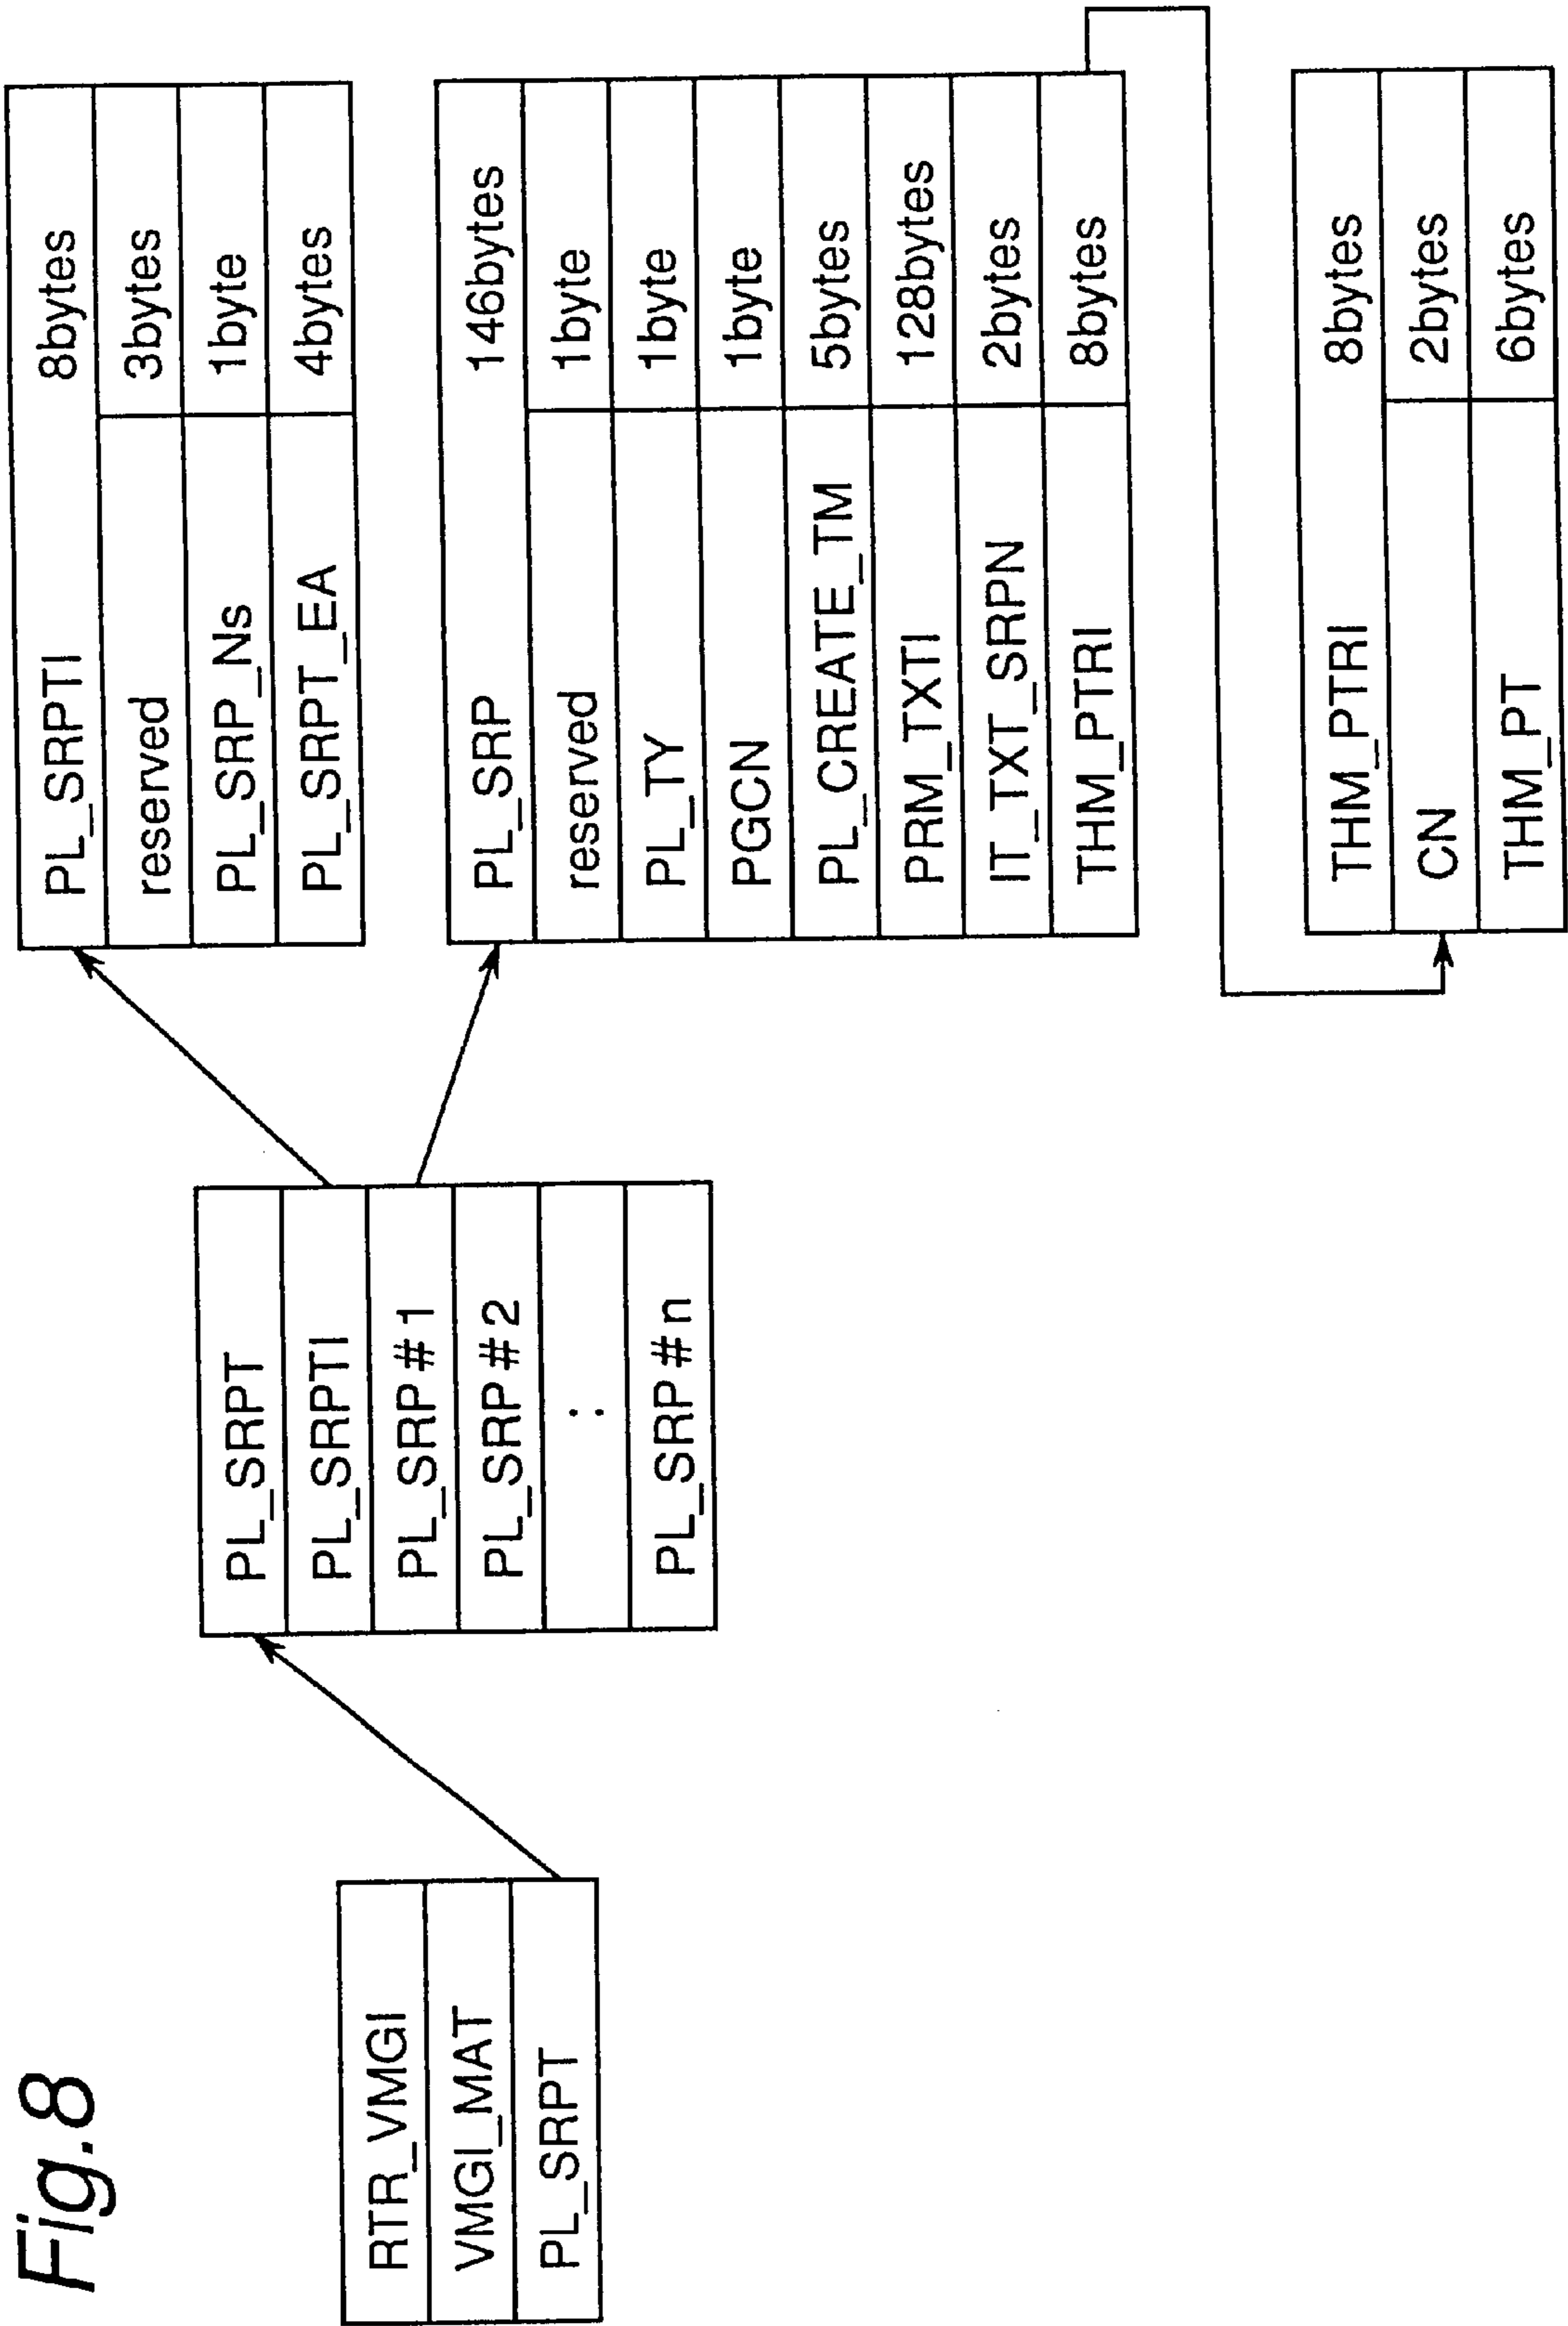 Fig.8
RTR_VMGI
VMGI_MAT
PL_SRPT
PL_SRPT
PL_SRPTI
PL_SRP#1
PL_SRP#2
:
PL_SRP#n
PL_SRPTI 8bytes
reserved 3bytes
PL_SRP_Ns 1byte
PL_SRPT_EA 4bytes
PL_SRP 146bytes
reserved 1byte
PL_TY 1byte
PGCN 1byte
PL_CREATE_TM 5bytes
PRM_TXTI 128bytes
IT_TXT_SRPN 2bytes
THM_PTRI 8bytes
THM_PTRI 8bytes
CN 2bytes
THM_PT 6bytes